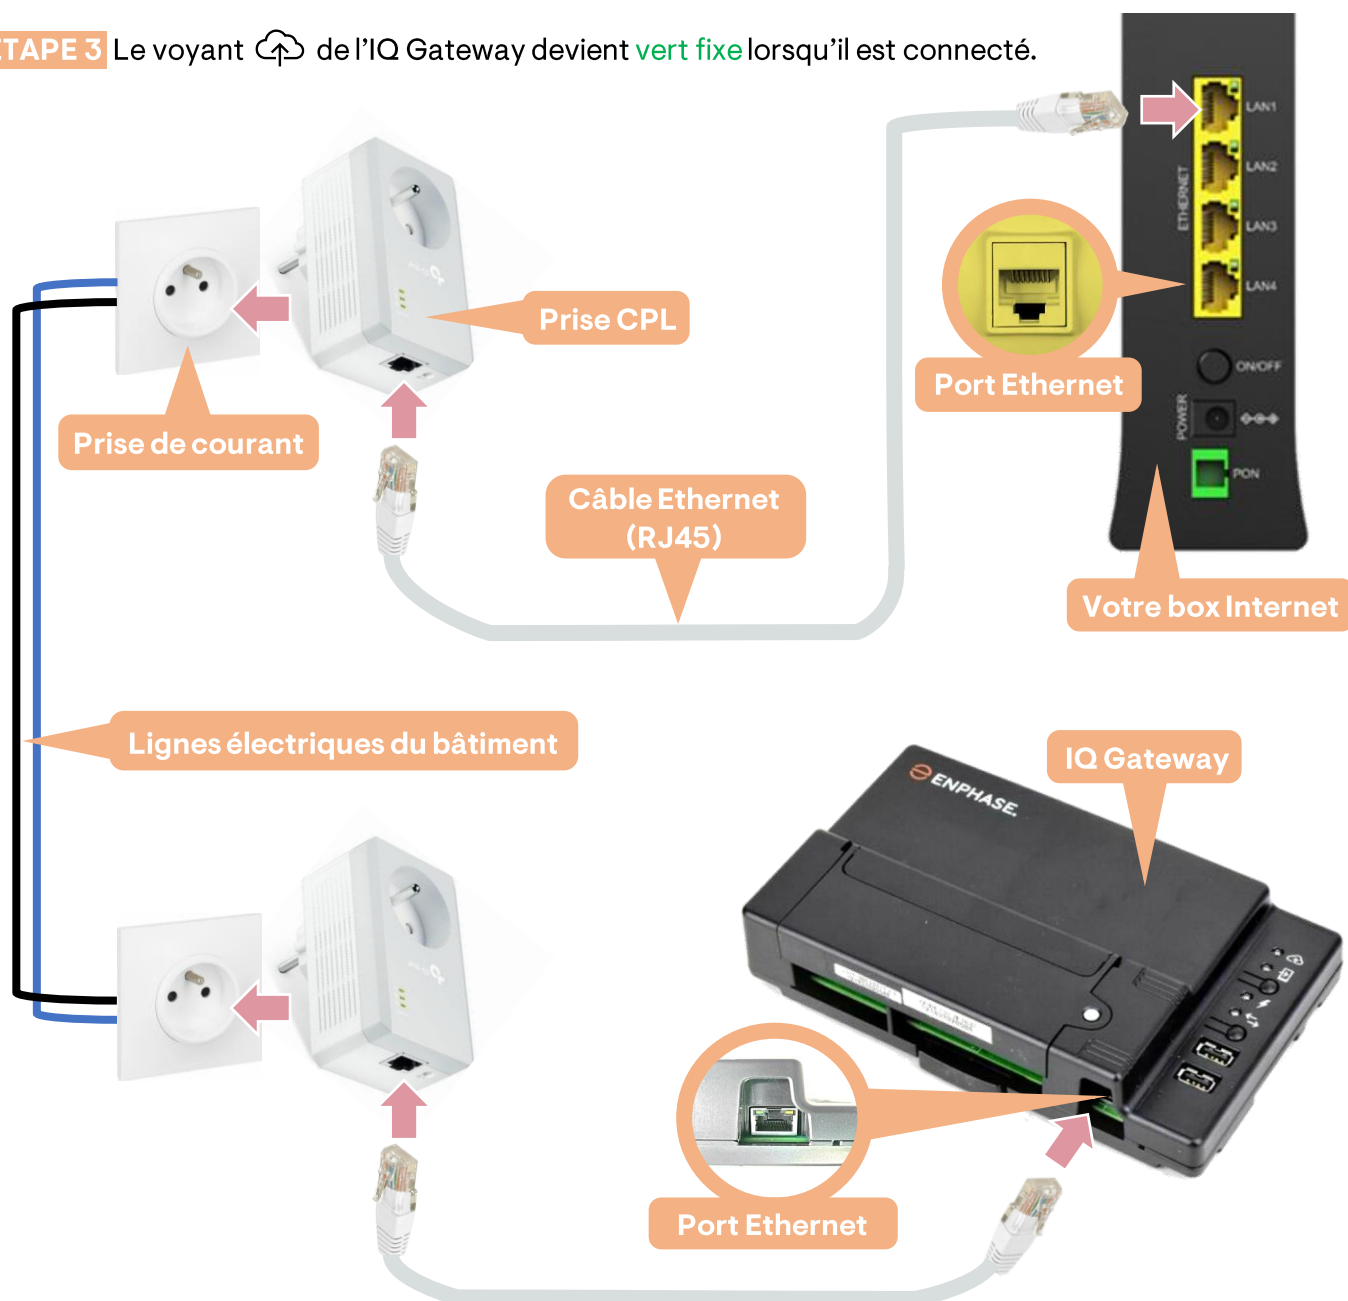 ETAPE 3 Le voyant de l'IQ Gateway devient vert fixe lorsqu'il est connecté.
LAN1
LAN2
ETHERNET
LAN3
LAN4
Prise CPL
Port Ethernet
ON/OFF
POWER
Prise de courant
PON
Câble Ethernet
(RJ45)
Votre box Internet
Lignes électriques du bâtiment
IQ Gateway
ENPHASE.
Port Ethernet